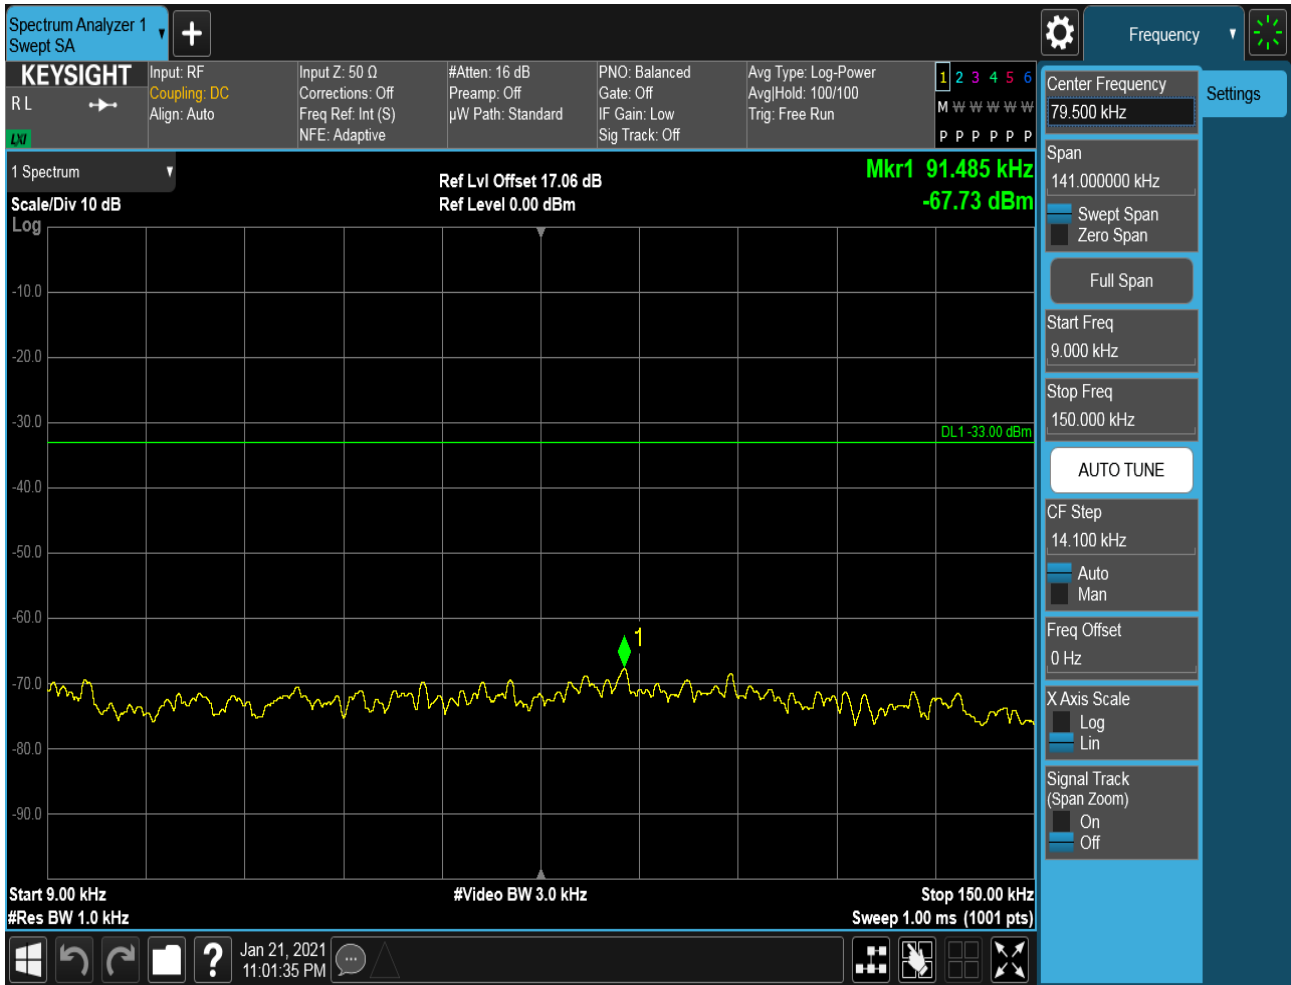 Spectrum Analyzer 1
Swept SA
Frequency
KEYSIGHT
R L
LXI
Input: RF
Coupling: DC
Align: Auto
Input Z: 50 Ω
Corrections: Off
Freq Ref: Int (S)
NFE: Adaptive
#Atten: 16 dB
Preamp: Off
µW Path: Standard
PNO: Balanced
Gate: Off
IF Gain: Low
Sig Track: Off
Avg Type: Log-Power
Avg|Hold: 100/100
Trig: Free Run
1 2 3 4 5 6
M W W W W W
P P P P P P
1 Spectrum
Scale/Div 10 dB
Log
Ref Lvl Offset 17.06 dB
Ref Level 0.00 dBm
Mkr1 91.485 kHz
-67.73 dBm
-10.0
-20.0
-30.0
DL1 -33.00 dBm
-40.0
-50.0
-60.0
1
-70.0
-80.0
-90.0
Start 9.00 kHz
#Res BW 1.0 kHz
#Video BW 3.0 kHz
Stop 150.00 kHz
Sweep 1.00 ms (1001 pts)
Center Frequency
79.500 kHz
Settings
Span
141.000000 kHz
Swept Span
Zero Span
Full Span
Start Freq
9.000 kHz
Stop Freq
150.000 kHz
AUTO TUNE
CF Step
14.100 kHz
Auto
Man
Freq Offset
0 Hz
X Axis Scale
Log
Lin
Signal Track
(Span Zoom)
On
Off
?
Jan 21, 2021
11:01:35 PM